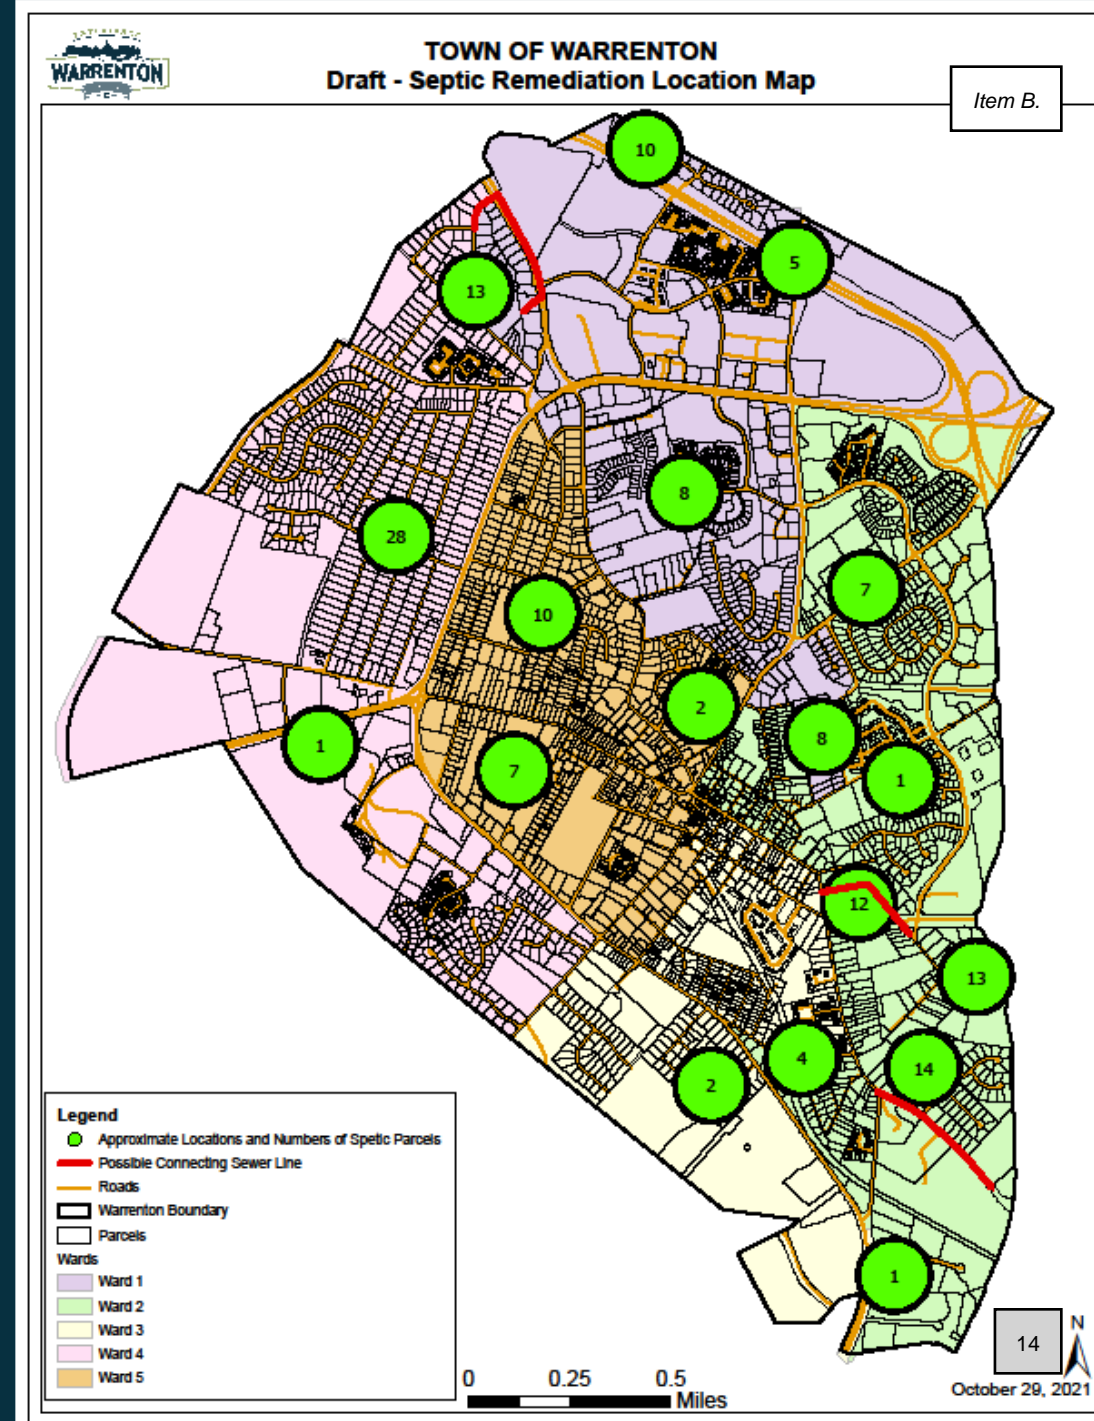 WARRENTON
TOWN OF WARRENTON
Draft - Septic Remediation Location Map
Item B.
10
5
13
8
28
7
10
2
8
1
7
1
12
13
14
4
2
1
Legend
Approximate Locations and Numbers of Spetic Parcels
Possible Connecting Sewer Line
Roads
Warrenton Boundary
Parcels
Wards
Ward 1
Ward 2
Ward 3
Ward 4
Ward 5
0 0.25 0.5
Miles
14
N
October 29, 2021